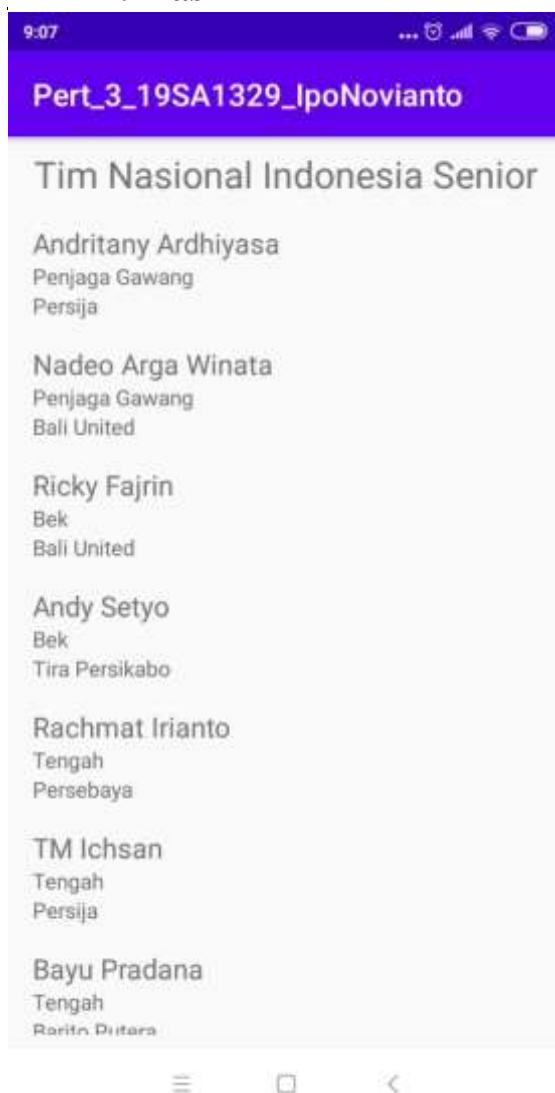 9:07
Pert_3_19SA1329_IpoNovianto
Tim Nasional Indonesia Senior
Andritany Ardhiyasa
Penjaga Gawang
Persija
Nadeo Arga Winata
Penjaga Gawang
Bali United
Ricky Fajrin
Bek
Bali United
Andy Setyo
Bek
Tira Persikabo
Rachmat Irianto
Tengah
Persebaya
TM Ichsan
Tengah
Persija
Bayu Pradana
Tengah
Barito Putera